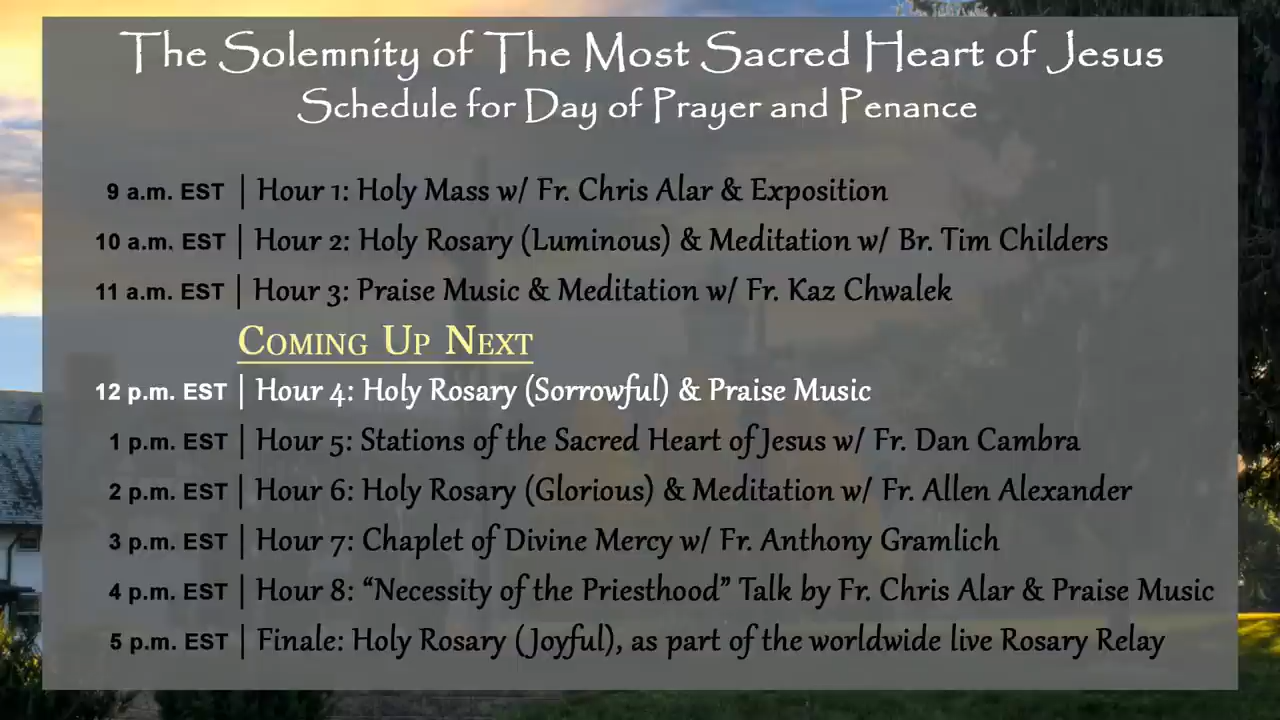 The Solemnity of The Most Sacred Heart of Jesus
Schedule for Day of Prayer and Penance
9 a.m. EST | Hour 1: Holy Mass w/ Fr. Chris Alar & Exposition
10 a.m. EST | Hour 2: Holy Rosary (Luminous) & Meditation w/ Br. Tim Childers
11 a.m. EST | Hour 3: Praise Music & Meditation w/ Fr. Kaz Chwalek
Coming Up Next
12 p.m. EST | Hour 4: Holy Rosary (Sorrowful) & Praise Music
1 p.m. EST | Hour 5: Stations of the Sacred Heart of Jesus w/ Fr. Dan Cambra
2 p.m. EST | Hour 6: Holy Rosary (Glorious) & Meditation w/ Fr. Allen Alexander
3 p.m. EST | Hour 7: Chaplet of Divine Mercy w/ Fr. Anthony Gramlich
4 p.m. EST | Hour 8: “Necessity of the Priesthood” Talk by Fr. Chris Alar & Praise Music
5 p.m. EST | Finale: Holy Rosary (Joyful), as part of the worldwide live Rosary Relay